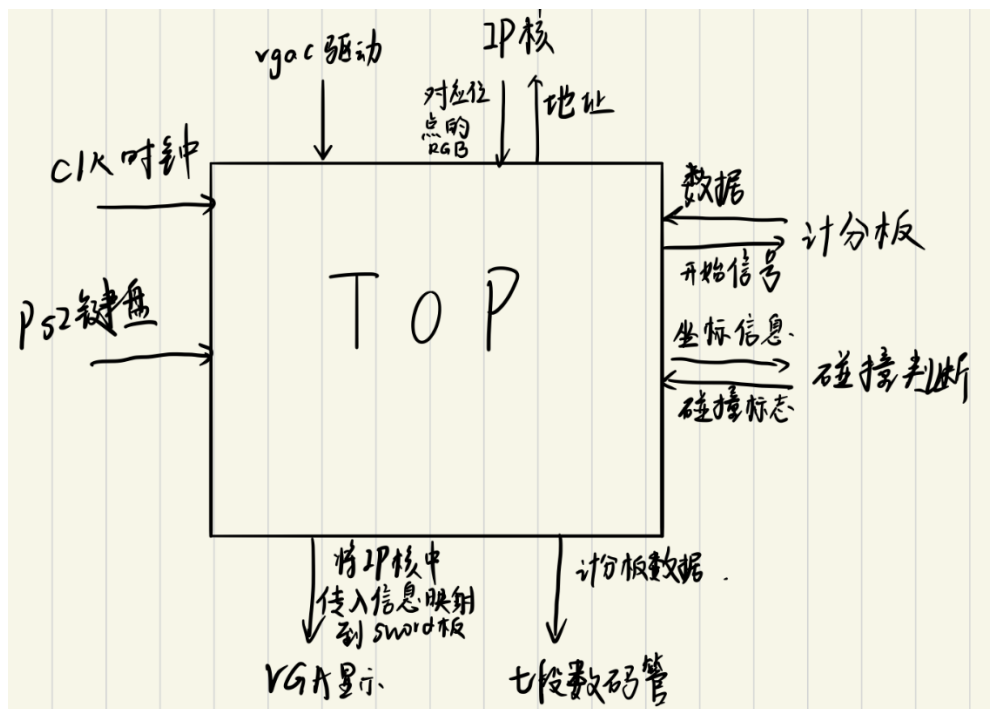 vgac驱动
IP核
对应位
点的
RGB
地址
clk时钟
数据
计分板
开始信号
TOP
PS2键盘
坐标信息.
碰撞判断
碰撞标志
将IP核中
传入信息映射
到sword板
计分板数据.
VGA显示
七段数码管